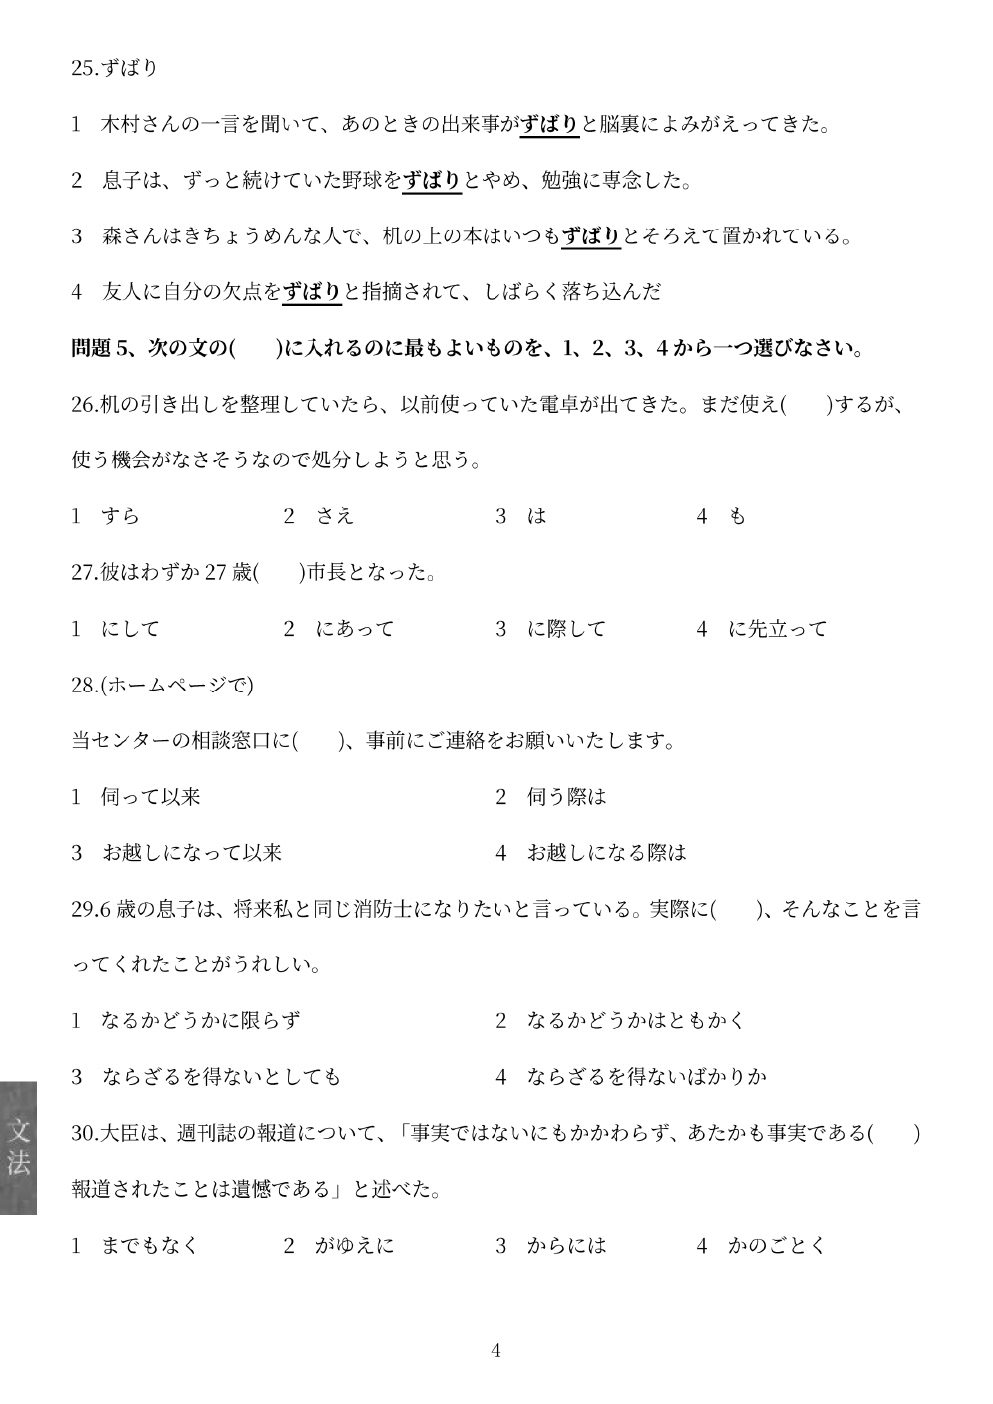 25.ずばり
1　木村さんの一言を聞いて、あのときの出来事がずばりと脳裏によみがえってきた。
2　息子は、ずっと続けていた野球をずばりとやめ、勉強に専念した。
3　森さんはきちょうめんな人で、机の上の本はいつもずばりとそろえて置かれている。
4　友人に自分の欠点をずばりと指摘されて、しばらく落ち込んだ
問題 5、次の文の(　　)に入れるのに最もよいものを、1、2、3、4 から一つ選びなさい。
26.机の引き出しを整理していたら、以前使っていた電卓が出てきた。まだ使え(　　)するが、
使う機会がなさそうなので処分しようと思う。
1　すら　2　さえ　3　は　4　も
27.彼はわずか 27 歳(　　)市長となった。
1　にして　2　にあって　3　に際して　4　に先立って
28.(ホームページで)
当センターの相談窓口に(　　)、事前にご連絡をお願いいたします。
1　伺って以来　2　伺う際は
3　お越しになって以来　4　お越しになる際は
29.6 歳の息子は、将来私と同じ消防士になりたいと言っている。実際に(　　)、そんなことを言
ってくれたことがうれしい。
1　なるかどうかに限らず　2　なるかどうかはともかく
3　ならざるを得ないとしても　4　ならざるを得ないばかりか
30.大臣は、週刊誌の報道について、「事実ではないにもかかわらず、あたかも事実である(　　)
報道されたことは遺憾である」と述べた。
1　までもなく　2　がゆえに　3　からには　4　かのごとく
文法
4